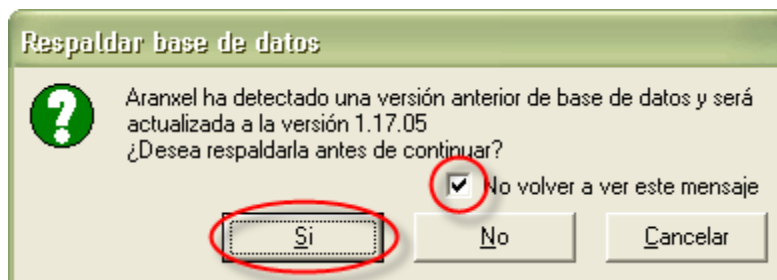 Respaldar base de datos
Aranxel ha detectado una versión anterior de base de datos y será
actualizada a la versión 1.17.05
¿Desea respaldarla antes de continuar?
No volver a ver este mensaje
Si No Cancelar